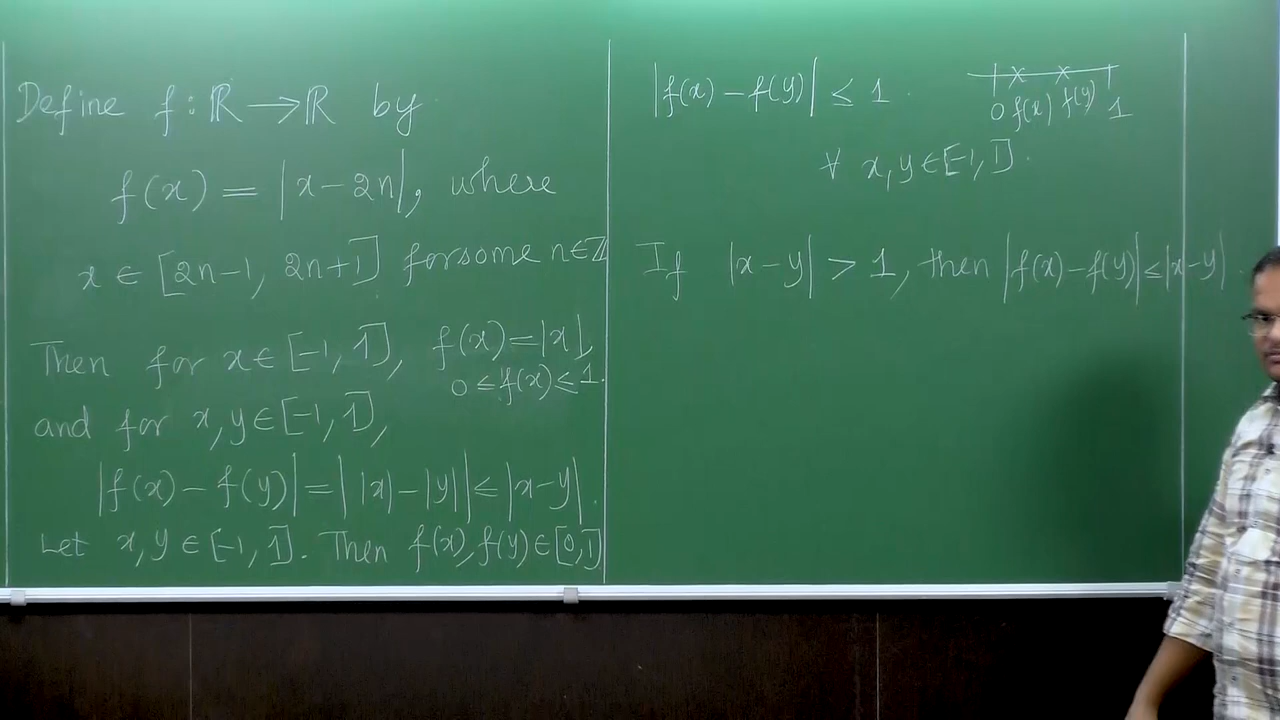 Define f : ℝ → ℝ by
f(x) = |x - 2n|, where
x ∈ [2n-1, 2n+1] for some n ∈ ℤ
Then for x ∈ [-1, 1], f(x) = |x|,
0 ≤ f(x) ≤ 1.
and for x, y ∈ [-1, 1],
|f(x) - f(y)| = ||x| - |y|| ≤ |x - y|.
Let x, y ∈ [-1, 1]. Then f(x), f(y) ∈ [0, 1]
|f(x) - f(y)| ≤ 1.
0 f(x) f(y) 1
∀ x, y ∈ [-1, 1].
If |x - y| > 1, then |f(x) - f(y)| ≤ |x - y|.